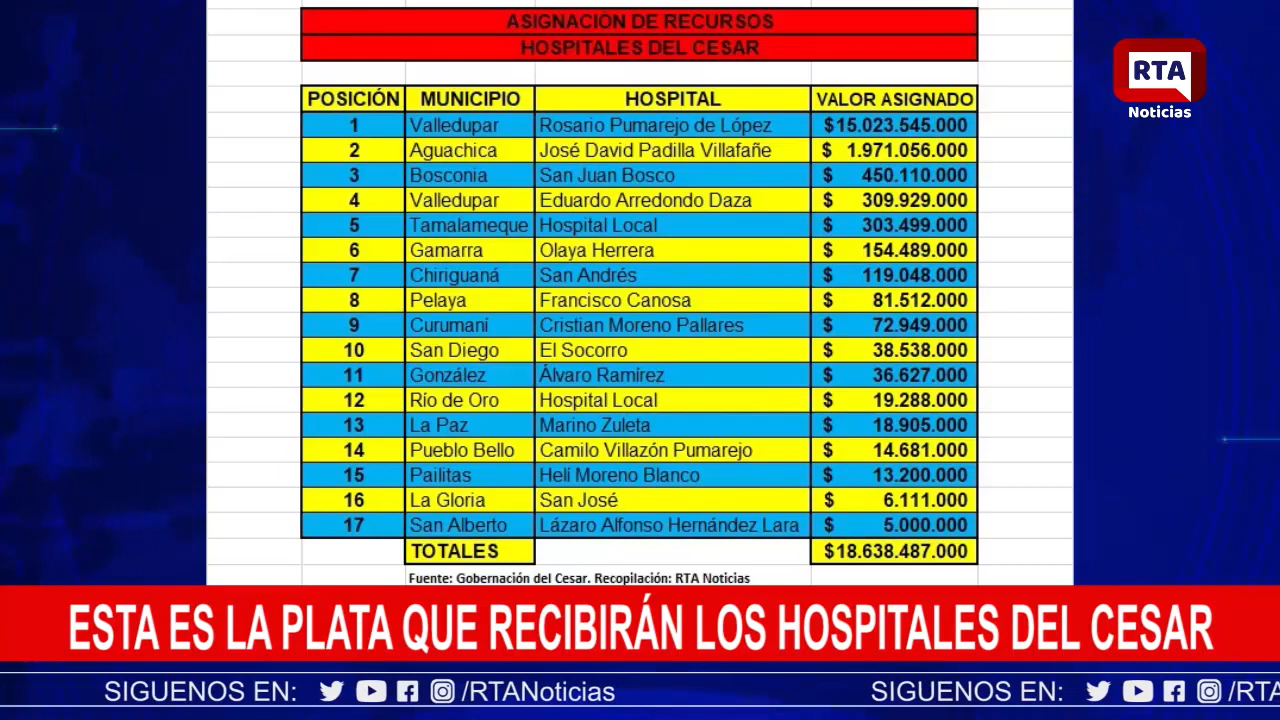 ASIGNACIÓN DE RECURSOS
HOSPITALES DEL CESAR
RTA
Noticias
POSICIÓN MUNICIPIO HOSPITAL VALOR ASIGNADO
1 Valledupar Rosario Pumarejo de López $15.023.545.000
2 Aguachica José David Padilla Villafañe $ 1.971.056.000
3 Bosconia San Juan Bosco $ 450.110.000
4 Valledupar Eduardo Arredondo Daza $ 309.929.000
5 Tamalameque Hospital Local $ 303.499.000
6 Gamarra Olaya Herrera $ 154.489.000
7 Chiriguaná San Andrés $ 119.048.000
8 Pelaya Francisco Canosa $ 81.512.000
9 Curumaní Cristian Moreno Pallares $ 72.949.000
10 San Diego El Socorro $ 38.538.000
11 González Álvaro Ramírez $ 36.627.000
12 Río de Oro Hospital Local $ 19.288.000
13 La Paz Marino Zuleta $ 18.905.000
14 Pueblo Bello Camilo Villazón Pumarejo $ 14.681.000
15 Pailitas Helí Moreno Blanco $ 13.200.000
16 La Gloria San José $ 6.111.000
17 San Alberto Lázaro Alfonso Hernández Lara $ 5.000.000
TOTALES $18.638.487.000
Fuente: Gobernación del Cesar. Recopilación: RTA Noticias
ESTA ES LA PLATA QUE RECIBIRÁN LOS HOSPITALES DEL CESAR
SIGUENOS EN: /RTANoticias SIGUENOS EN: /RTA